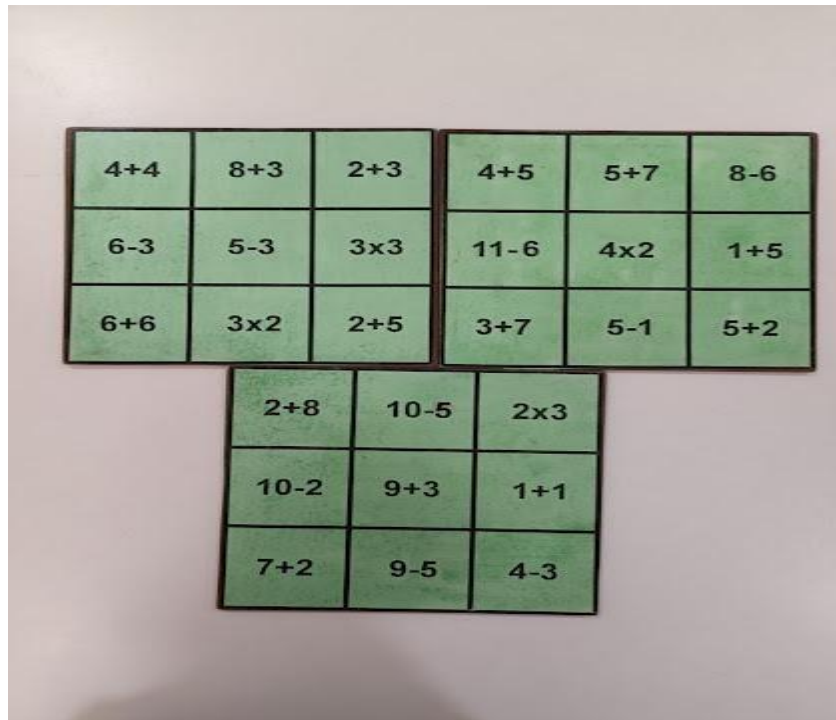 4+4 8+3 2+3
6-3 5-3 3x3
6+6 3x2 2+5
4+5 5+7 8-6
11-6 4x2 1+5
3+7 5-1 5+2
2+8 10-5 2x3
10-2 9+3 1+1
7+2 9-5 4-3